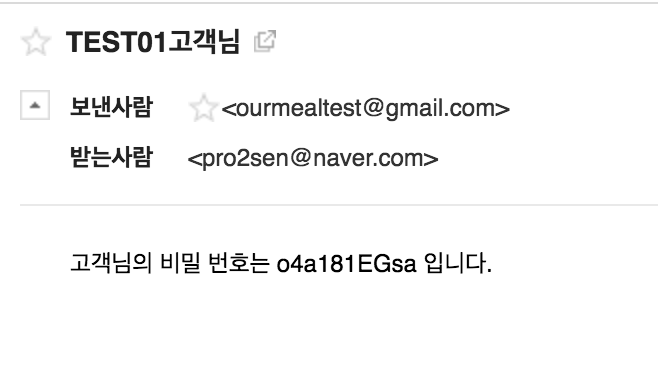 TEST01고객님
보낸사람 <ourmealtest@gmail.com>
받는사람 <pro2sen@naver.com>
고객님의 비밀 번호는 o4a181EGsa 입니다.